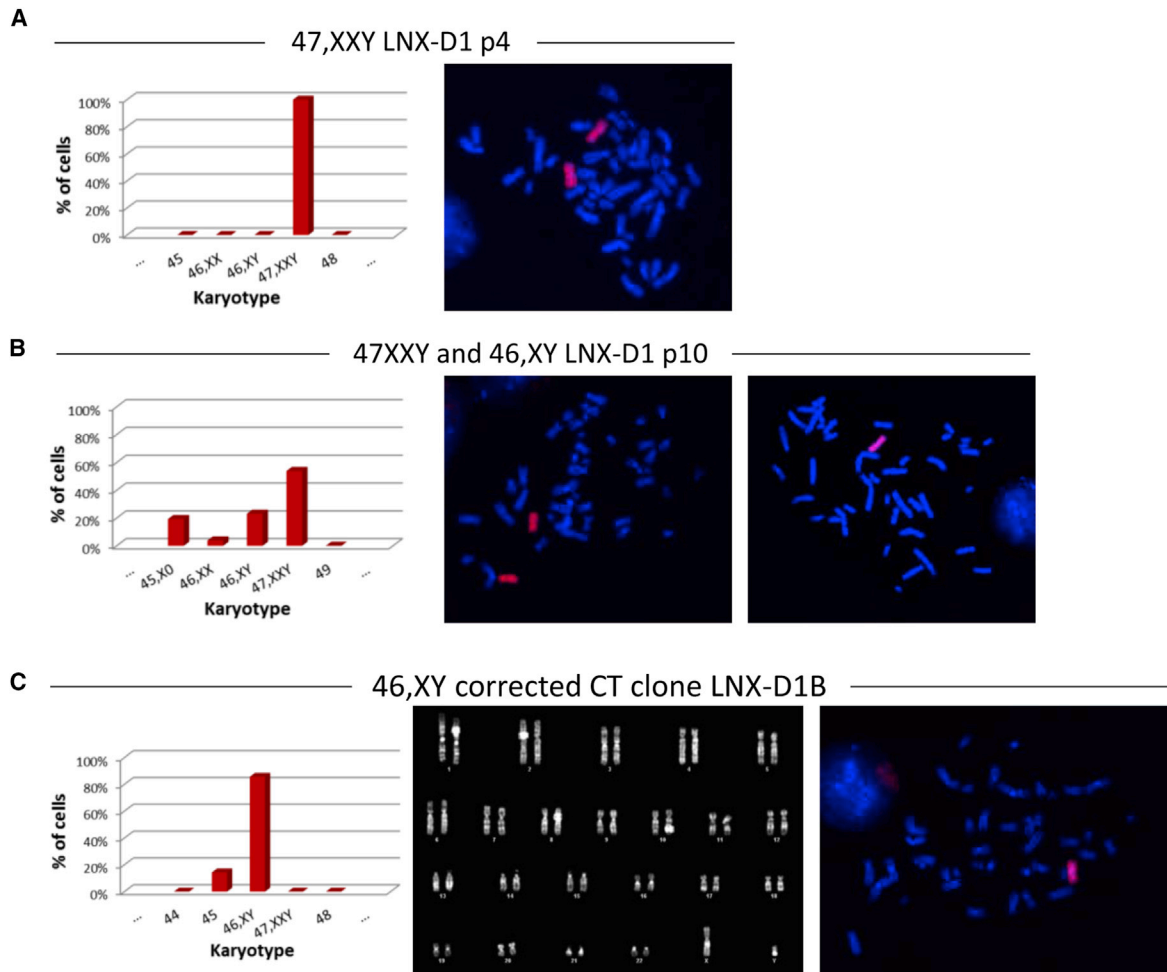 A
47,XXY LNX-D1 p4
100%
80%
60%
40%
20%
0%
% of cells
... 45 46,XX 46,XY 47,XXY 48 ...
Karyotype
B
47XXY and 46,XY LNX-D1 p10
100%
80%
60%
40%
20%
0%
% of cells
... 45,X0 46,XX 46,XY 47,XXY 49 ...
Karyotype
C
46,XY corrected CT clone LNX-D1B
100%
80%
60%
40%
20%
0%
% of cells
... 44 45 46,XY 47,XXY 48 ...
Karyotype
1 2 3 4 5
6 7 8 9 10 11 12
13 14 15 16 17 18
19 20 21 22 X Y